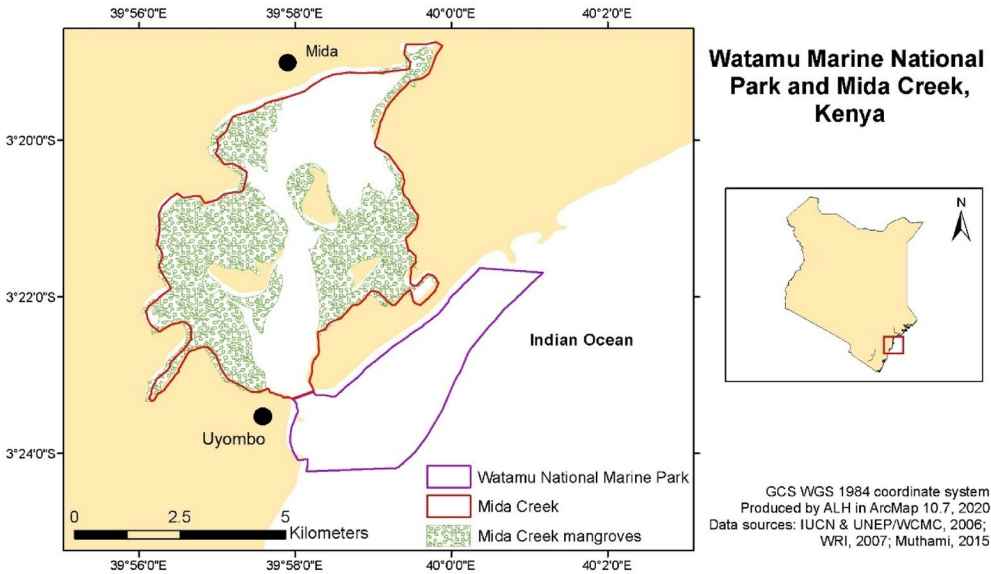 39°56'0"E
39°58'0"E
40°0'0"E
40°2'0"E
Mida
Watamu Marine National
Park and Mida Creek,
Kenya
3°20'0"S
N
3°22'0"S
Indian Ocean
Uyombo
3°24'0"S
Watamu National Marine Park
Mida Creek
Mida Creek mangroves
0
2.5
5
Kilometers
GCS WGS 1984 coordinate system
Produced by ALH in ArcMap 10.7, 2020
Data sources: IUCN & UNEP/WCMC, 2006;
WRI, 2007; Muthami, 2015
39°56'0"E
39°58'0"E
40°0'0"E
40°2'0"E